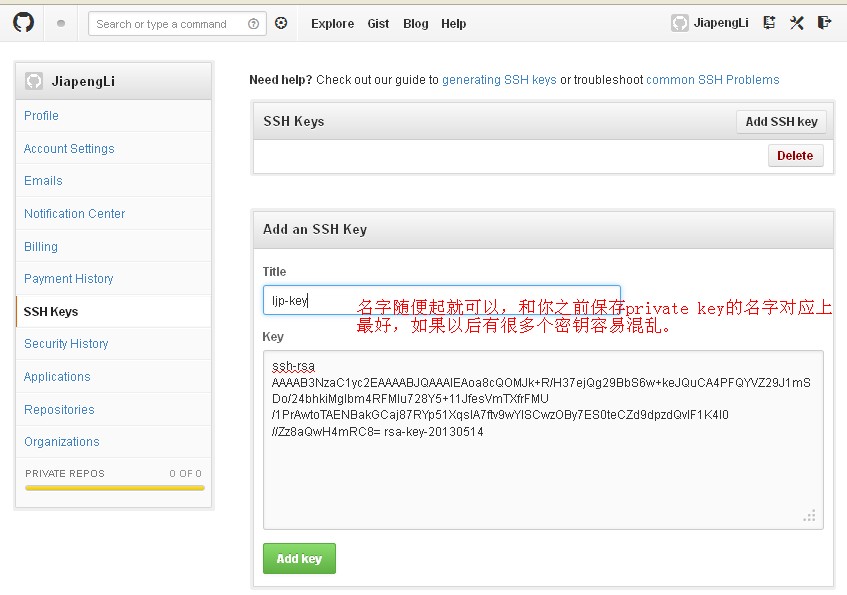 Search or type a command
Explore Gist Blog Help
JiapengLi
JiapengLi
Profile
Account Settings
Emails
Notification Center
Billing
Payment History
SSH Keys
Security History
Applications
Repositories
Organizations
PRIVATE REPOS 0 OF 0
Need help? Check out our guide to generating SSH keys or troubleshoot common SSH Problems
SSH Keys Add SSH key
Delete
Add an SSH Key
Title
ljp-key
名字随便起就可以，和你之前保存private key的名字对应上
最好，如果以后有很多个密钥容易混乱。
Key
ssh-rsa
AAAAB3NzaC1yc2EAAAABJQAAAIEAoa8cQOMJk+R/H37ejQg29BbS6w+keJQuCA4PFQYVZ29J1mS
Do/24bhkiMglbm4RFMlu728Y5+11JfesVmTXfrFMU
/1PrAwtoTAENBakGCaj87RYp51XqsIA7ftv9wYlSCwzOBy7ES0teCZd9dpzdQvlF1K4l0
//Zz8aQwH4mRC8= rsa-key-20130514
Add key